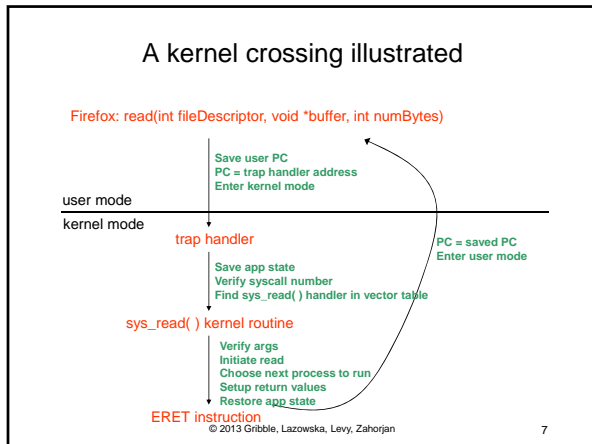 A kernel crossing illustrated
Firefox: read(int fileDescriptor, void *buffer, int numBytes)
Save user PC
PC = trap handler address
Enter kernel mode
user mode
kernel mode
trap handler
PC = saved PC
Enter user mode
Save app state
Verify syscall number
Find sys_read( ) handler in vector table
sys_read( ) kernel routine
Verify args
Initiate read
Choose next process to run
Setup return values
Restore app state
ERET instruction
© 2013 Gribble, Lazowska, Levy, Zahorjan
7